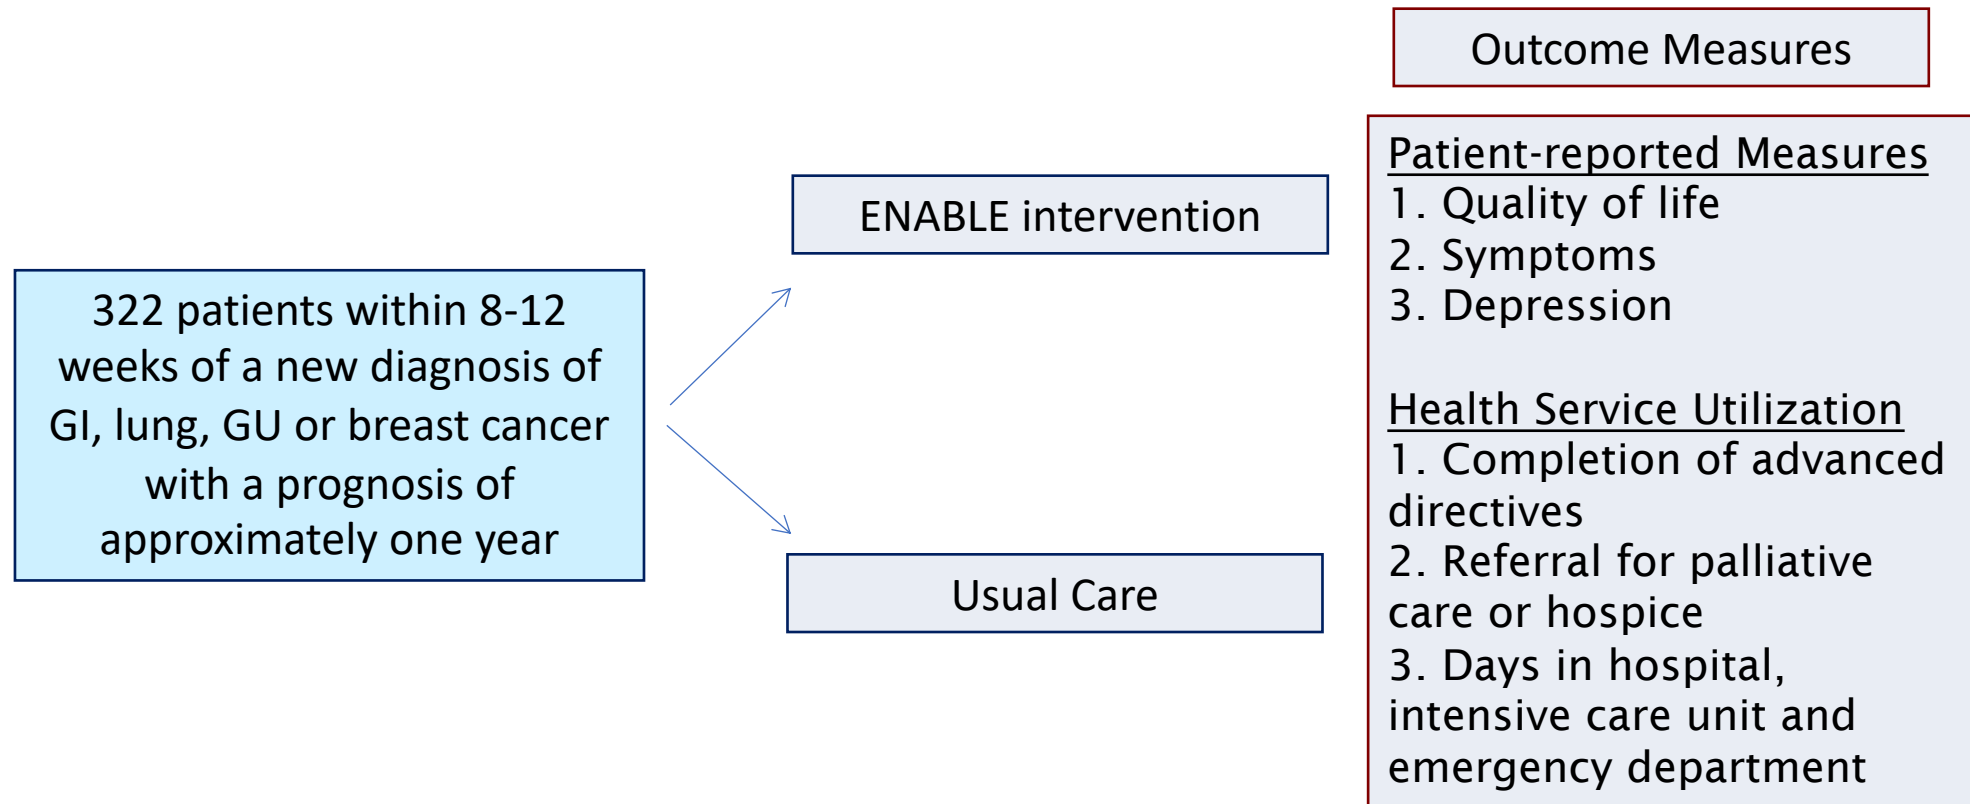 Outcome Measures
322 patients within 8-12
weeks of a new diagnosis of
GI, lung, GU or breast cancer
with a prognosis of
approximately one year
ENABLE intervention
Usual Care
Patient-reported Measures
1. Quality of life
2. Symptoms
3. Depression
Health Service Utilization
1. Completion of advanced
directives
2. Referral for palliative
care or hospice
3. Days in hospital,
intensive care unit and
emergency department